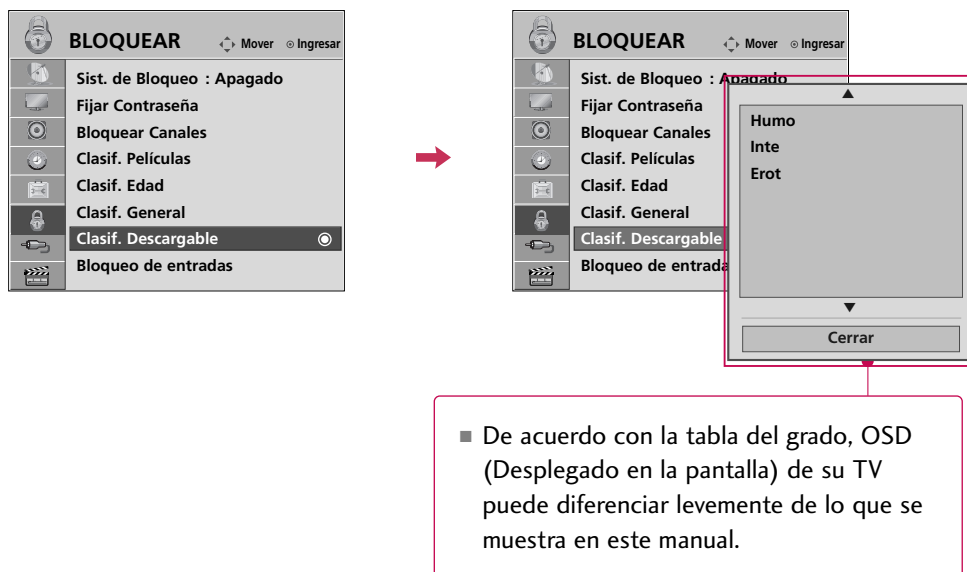 BLOQUEAR Mover Ingresar
Sist. de Bloqueo : Apagado
Fijar Contraseña
Bloquear Canales
Clasif. Películas
Clasif. Edad
Clasif. General
Clasif. Descargable
Bloqueo de entradas
BLOQUEAR Mover Ingresar
Sist. de Bloqueo : Apagado
Fijar Contraseña
Bloquear Canales
Clasif. Películas
Clasif. Edad
Clasif. General
Clasif. Descargable
Bloqueo de entrada
Humo
Inte
Erot
Cerrar
De acuerdo con la tabla del grado, OSD
(Desplegado en la pantalla) de su TV
puede diferenciar levemente de lo que se
muestra en este manual.